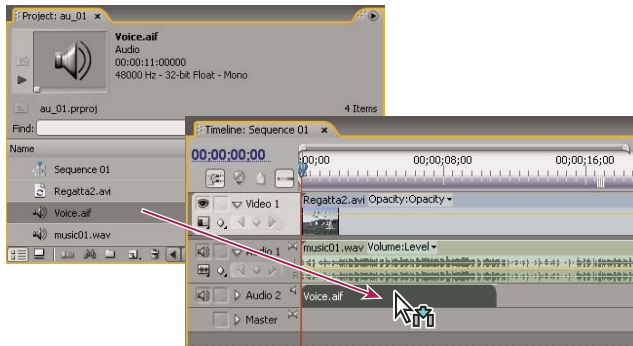 Project: au_01 ×
Voice.aif
Audio
00:00:11:00000
48000 Hz - 32-bit Float - Mono
au_01.prproj
4 Items
Find:
Name
Sequence 01
Regatta2.avi
Voice.aif
music01.wav
Timeline: Sequence 01 ×
00;00;00;00
:00;00
00;00;08;00
00;00;16;00
Video 1
Regatta2.avi Opacity:Opacity
Audio 1
music01.wav Volume:Level
Audio 2
Voice.aif
Master